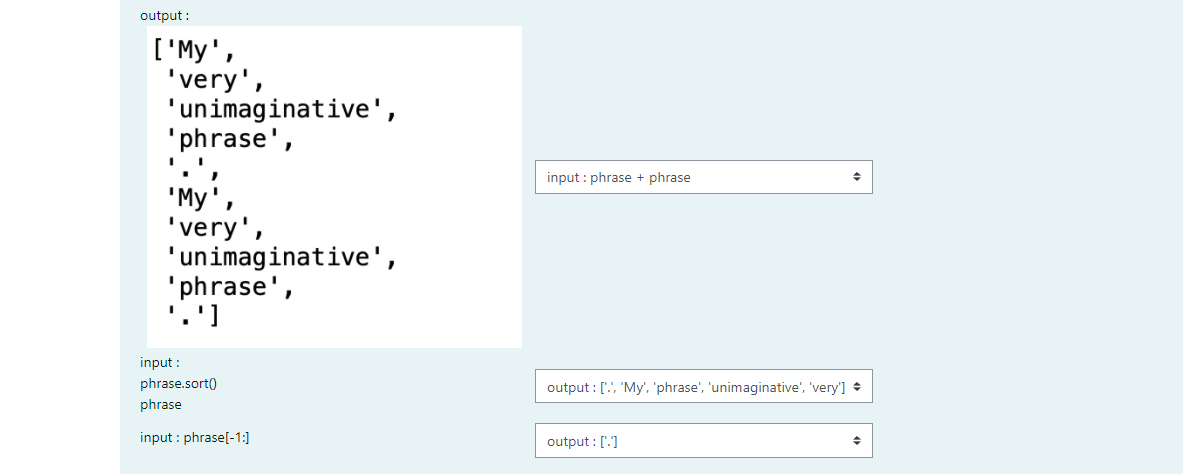 output :
['My',
'very',
'unimaginative',
'phrase',
'.',
'My',
'very',
'unimaginative',
'phrase',
'.']
input : phrase + phrase
input :
phrase.sort()
phrase
output : ['.', 'My', 'phrase', 'unimaginative', 'very']
input : phrase[-1:]
output : ['.']